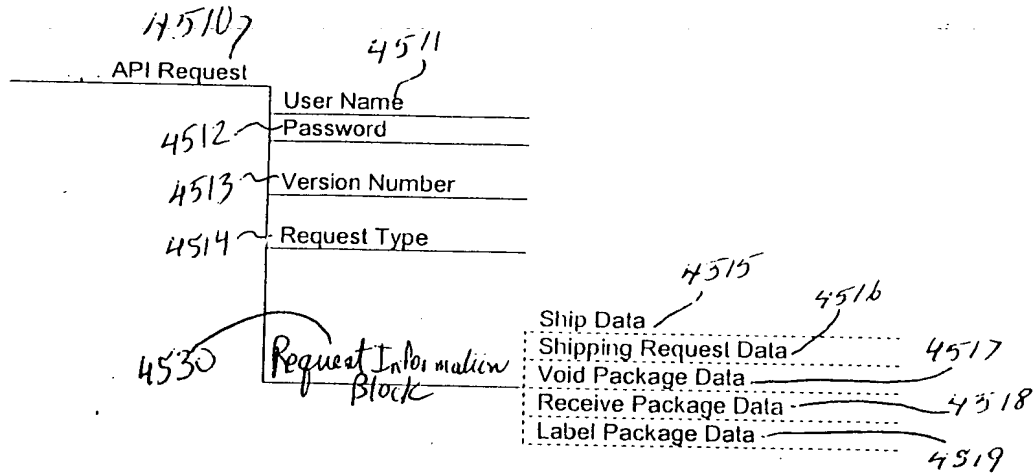 4510
API Request
4511
User Name
4512 Password
4513 Version Number
4514 Request Type
4515
4516
Ship Data
Shipping Request Data
4517
4530 Request Information
Block
Void Package Data
Receive Package Data
4518
Label Package Data
4519